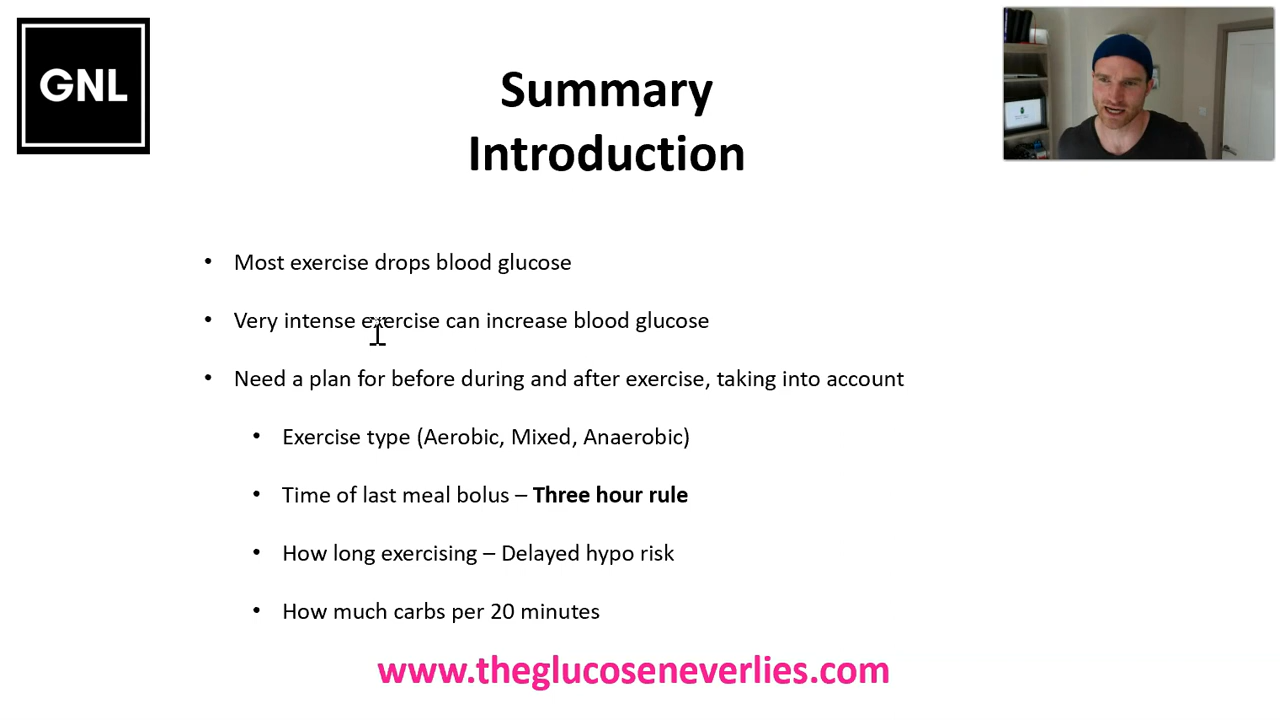 GNL
Summary
Introduction
• Most exercise drops blood glucose
• Very intense exercise can increase blood glucose
• Need a plan for before during and after exercise, taking into account
• Exercise type (Aerobic, Mixed, Anaerobic)
• Time of last meal bolus – Three hour rule
• How long exercising – Delayed hypo risk
• How much carbs per 20 minutes
www.theglucoseneverlies.com